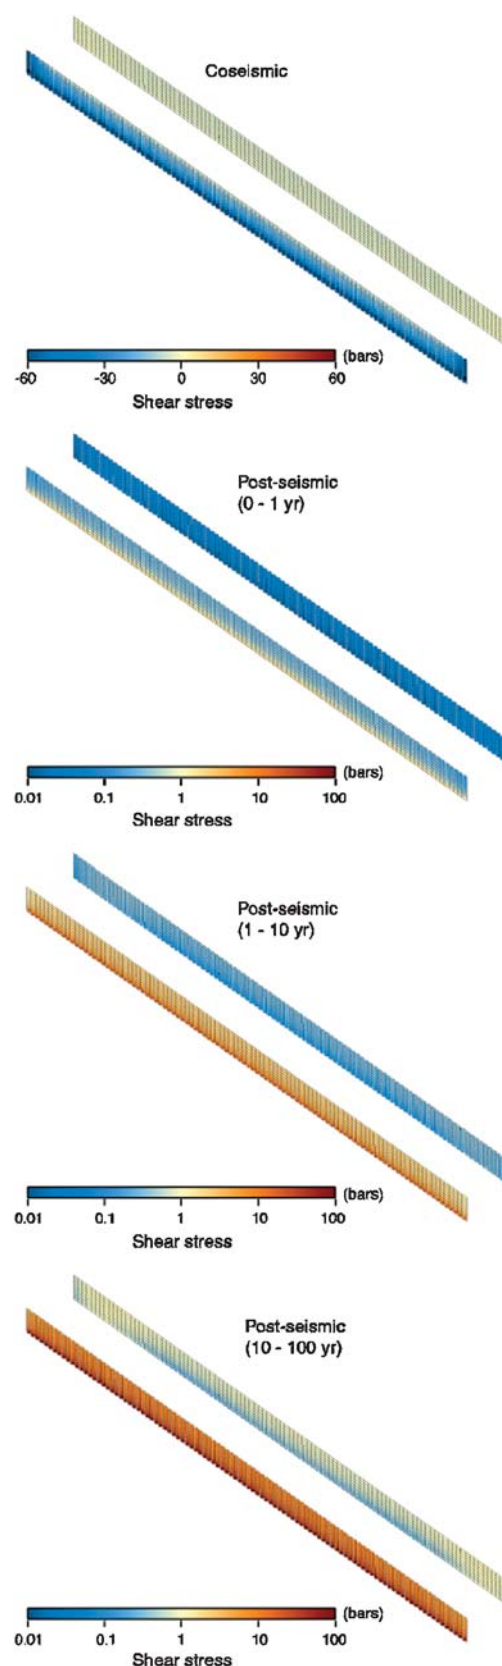 Coseismic
(bars)
-60 -30 0 30 60
Shear stress
Post-seismic
(0 - 1 yr)
(bars)
0.01 0.1 1 10 100
Shear stress
Post-seismic
(1 - 10 yr)
(bars)
0.01 0.1 1 10 100
Shear stress
Post-seismic
(10 - 100 yr)
(bars)
0.01 0.1 1 10 100
Shear stress